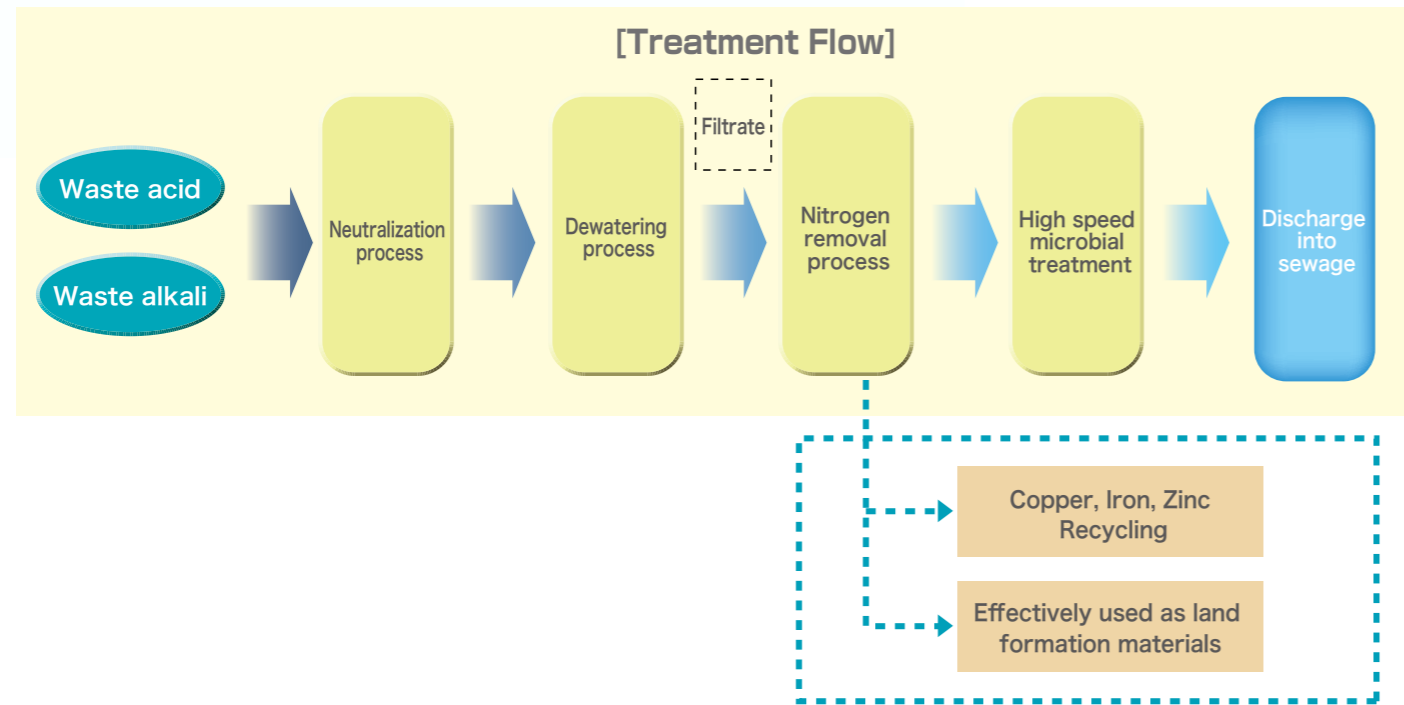 [Treatment Flow]
Waste acid
Waste alkali
Neutralization
process
Dewatering
process
Filtrate
Nitrogen
removal
process
High speed
microbial
treatment
Discharge
into
sewage
Copper, Iron, Zinc
Recycling
Effectively used as land
formation materials